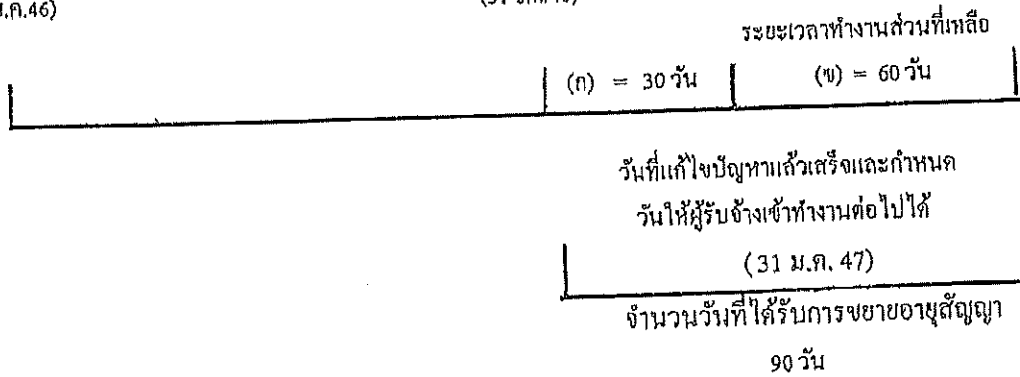 ม.ค.46)
ระยะเวลาทำงานส่วนที่เหลือ
(ก) = 30 วัน
(ข) = 60 วัน
วันที่แก้ไขปัญหาแล้วเสร็จและกำหนด
วันให้ผู้รับจ้างเข้าทำงานต่อไปได้
(31 ม.ค. 47)
จำนวนวันที่ได้รับการขยายอายุสัญญา
90 วัน